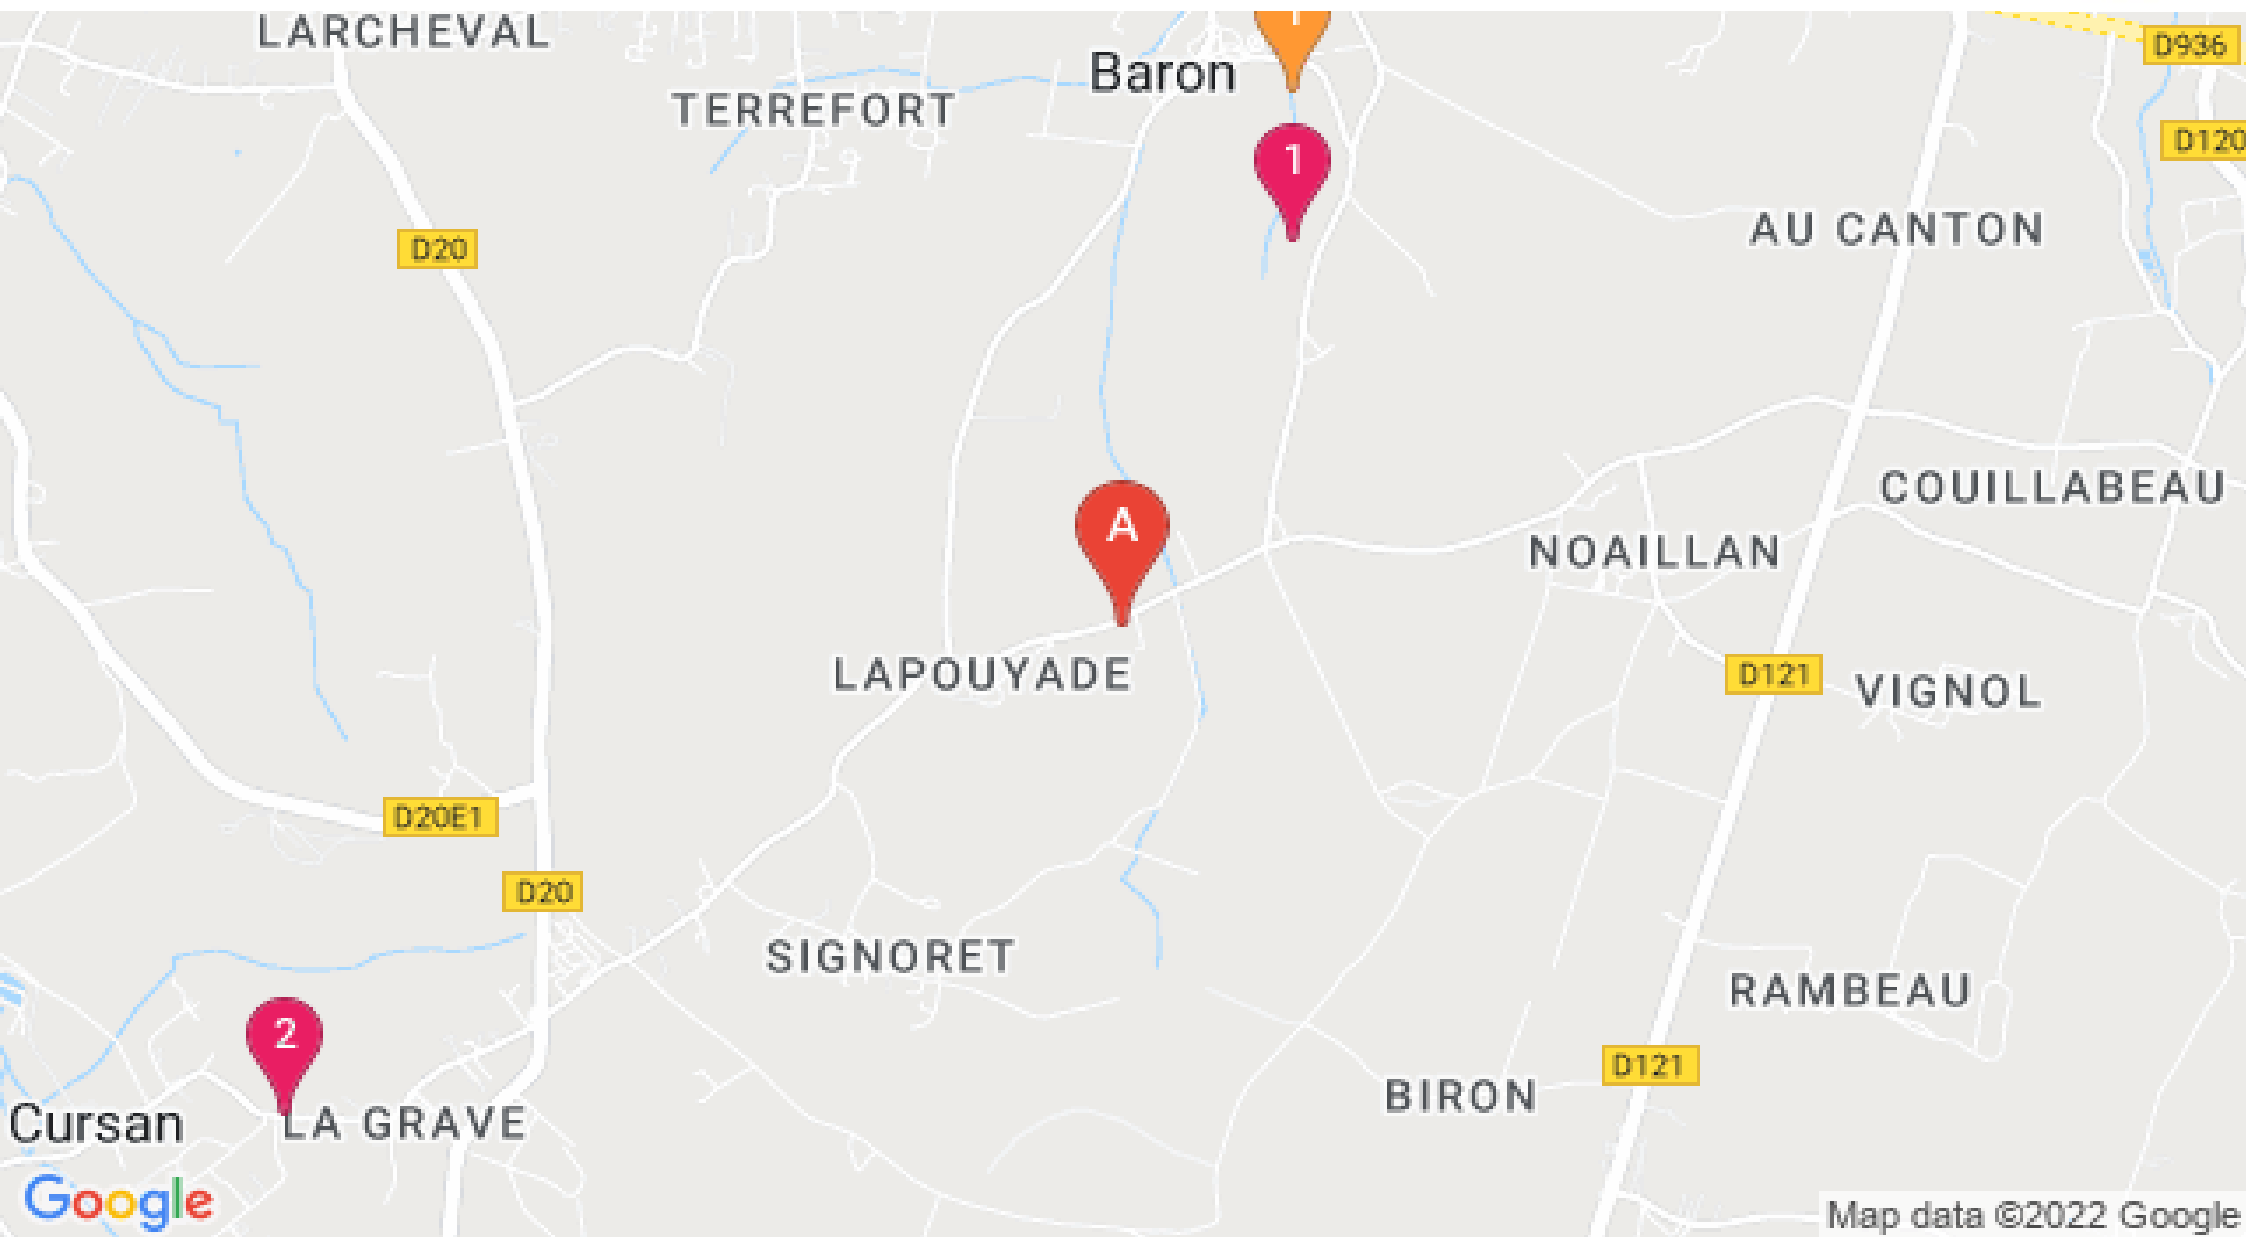 LARCHEVAL
1
D936
Baron
TERREFORT
D120
1
AU CANTON
D20
COUILLABEAU
A
NOAILLAN
LAPOUYADE
D121
VIGNOL
D20E1
D20
SIGNORET
RAMBEAU
2
D121
BIRON
Cursan
LA GRAVE
Google
Map data ©2022 Google